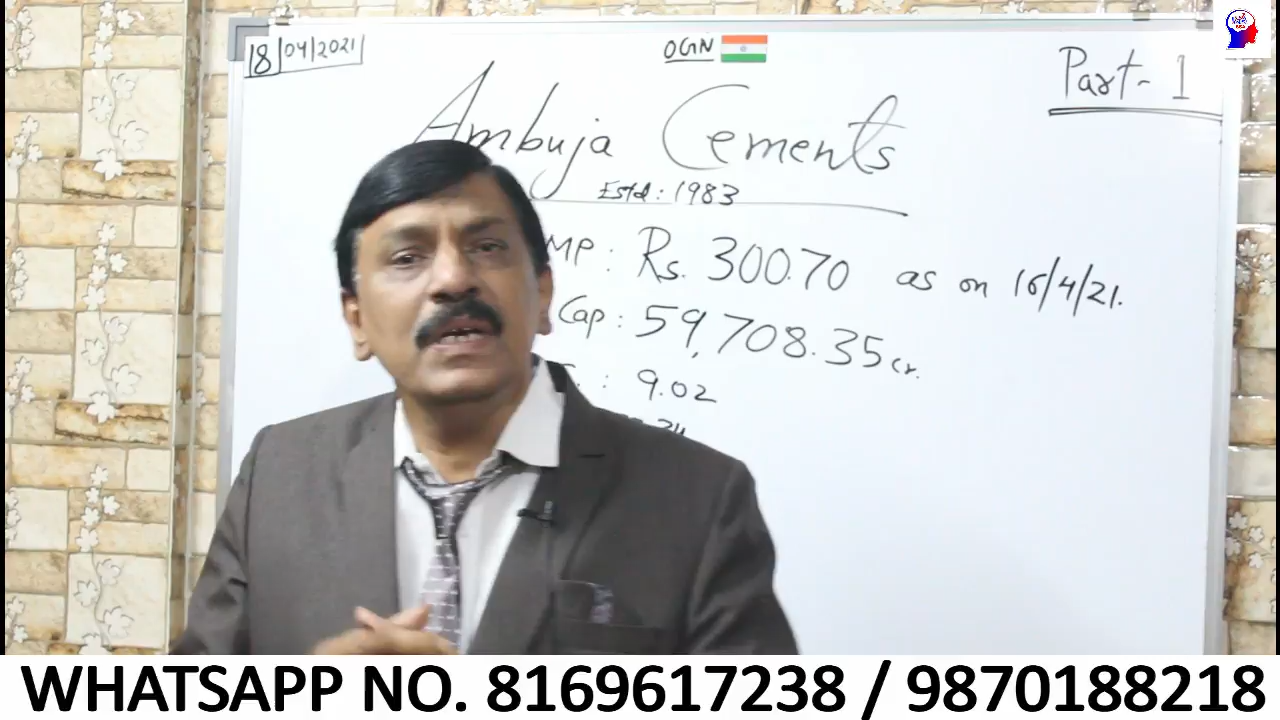 18/04/2021
OGN
Part-1
Ambuja Cements
Estd: 1983
MP: Rs. 300.70 as on 16/4/21.
Cap: 59,708.35 cr.
: 9.02
WHATSAPP NO. 8169617238 / 9870188218